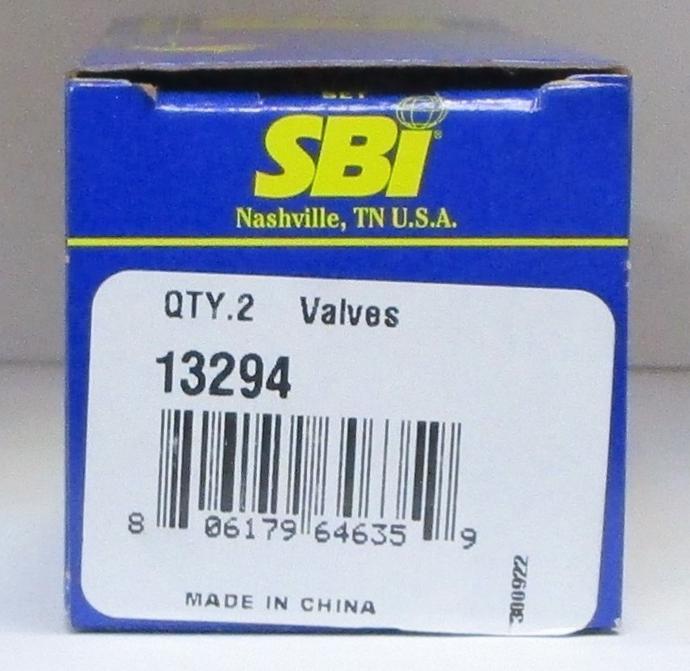 SBI®
Nashville, TN U.S.A.
QTY.2 Valves
13294
8 06179 64635 9
MADE IN CHINA
300922